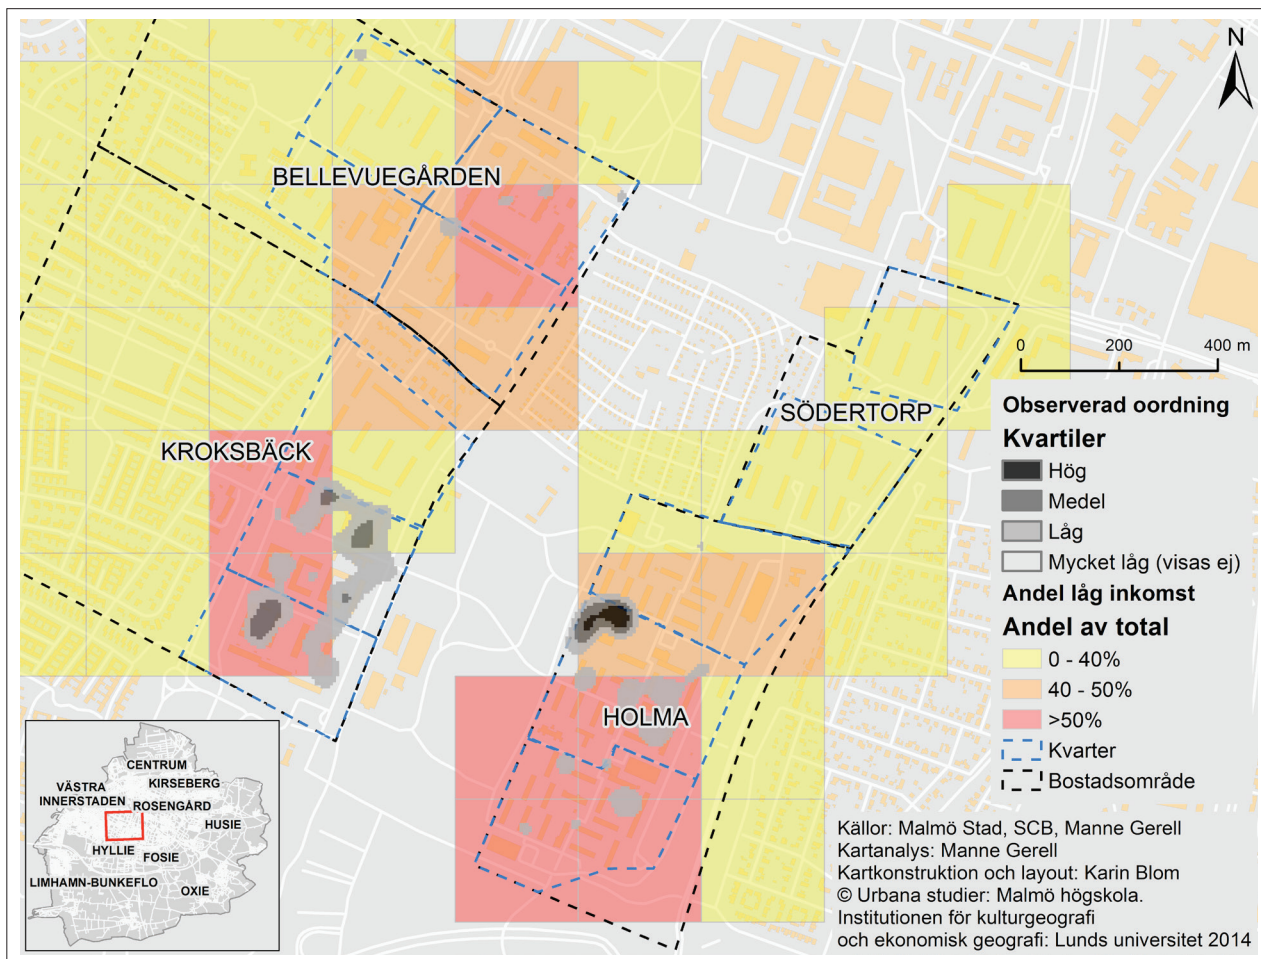 N
BELLEVUEGÅRDEN
0 200 400 m
SÖDERTORP
KROKSBÄCK
HOLMA
Observerad oordning
Kvartiler
Hög
Medel
Låg
Mycket låg (visas ej)
Andel låg inkomst
Andel av total
0 - 40%
40 - 50%
>50%
Kvarter
Bostadsområde
CENTRUM
KIRSEBERG
VÄSTRA
INNERSTADEN
ROSENGÅRD
HUSIE
HYLLIE
FOSIE
LIMHAMN-BUNKEFLO
OXIE
Källor: Malmö Stad, SCB, Manne Gerell
Kartanalys: Manne Gerell
Kartkonstruktion och layout: Karin Blom
© Urbana studier: Malmö högskola.
Institutionen för kulturgeografi
och ekonomisk geografi: Lunds universitet 2014